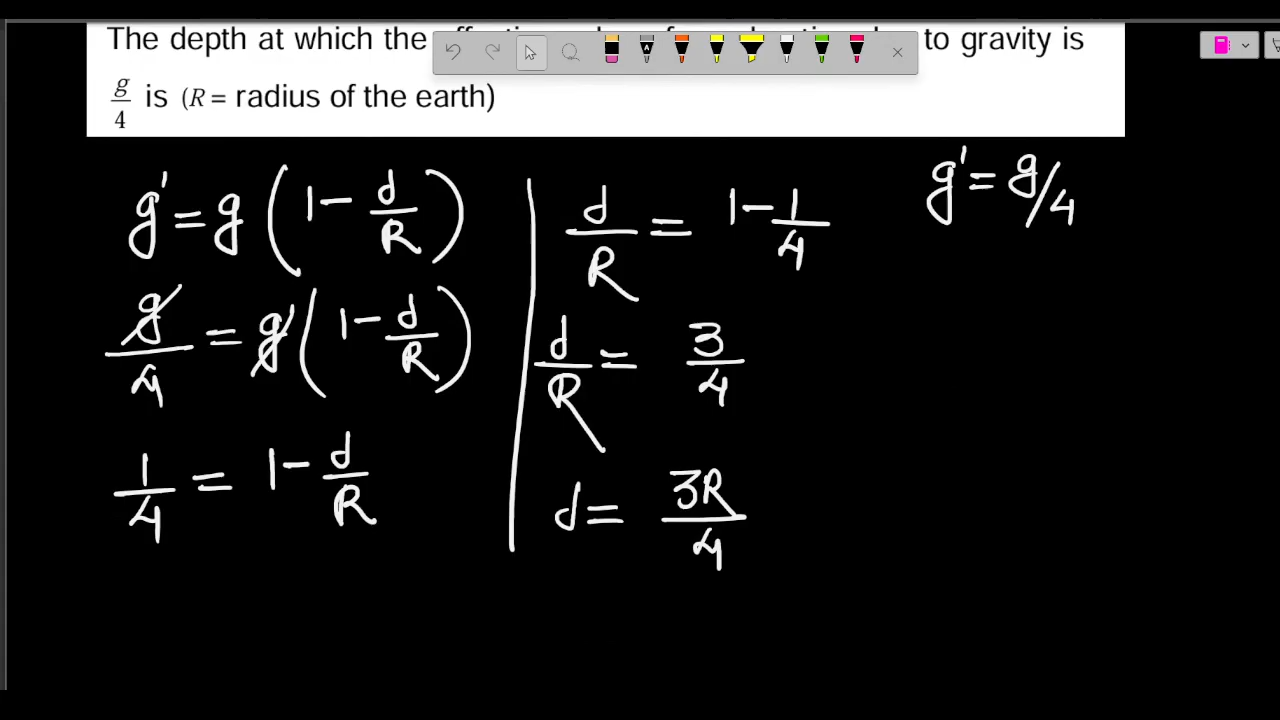 The depth at which the to gravity is
g/4 is (R = radius of the earth)
g' = g/4
g' = g(1 - d/R)
g/4 = g(1 - d/R)
1/4 = 1 - d/R
d/R = 1 - 1/4
d/R = 3/4
d = 3R/4